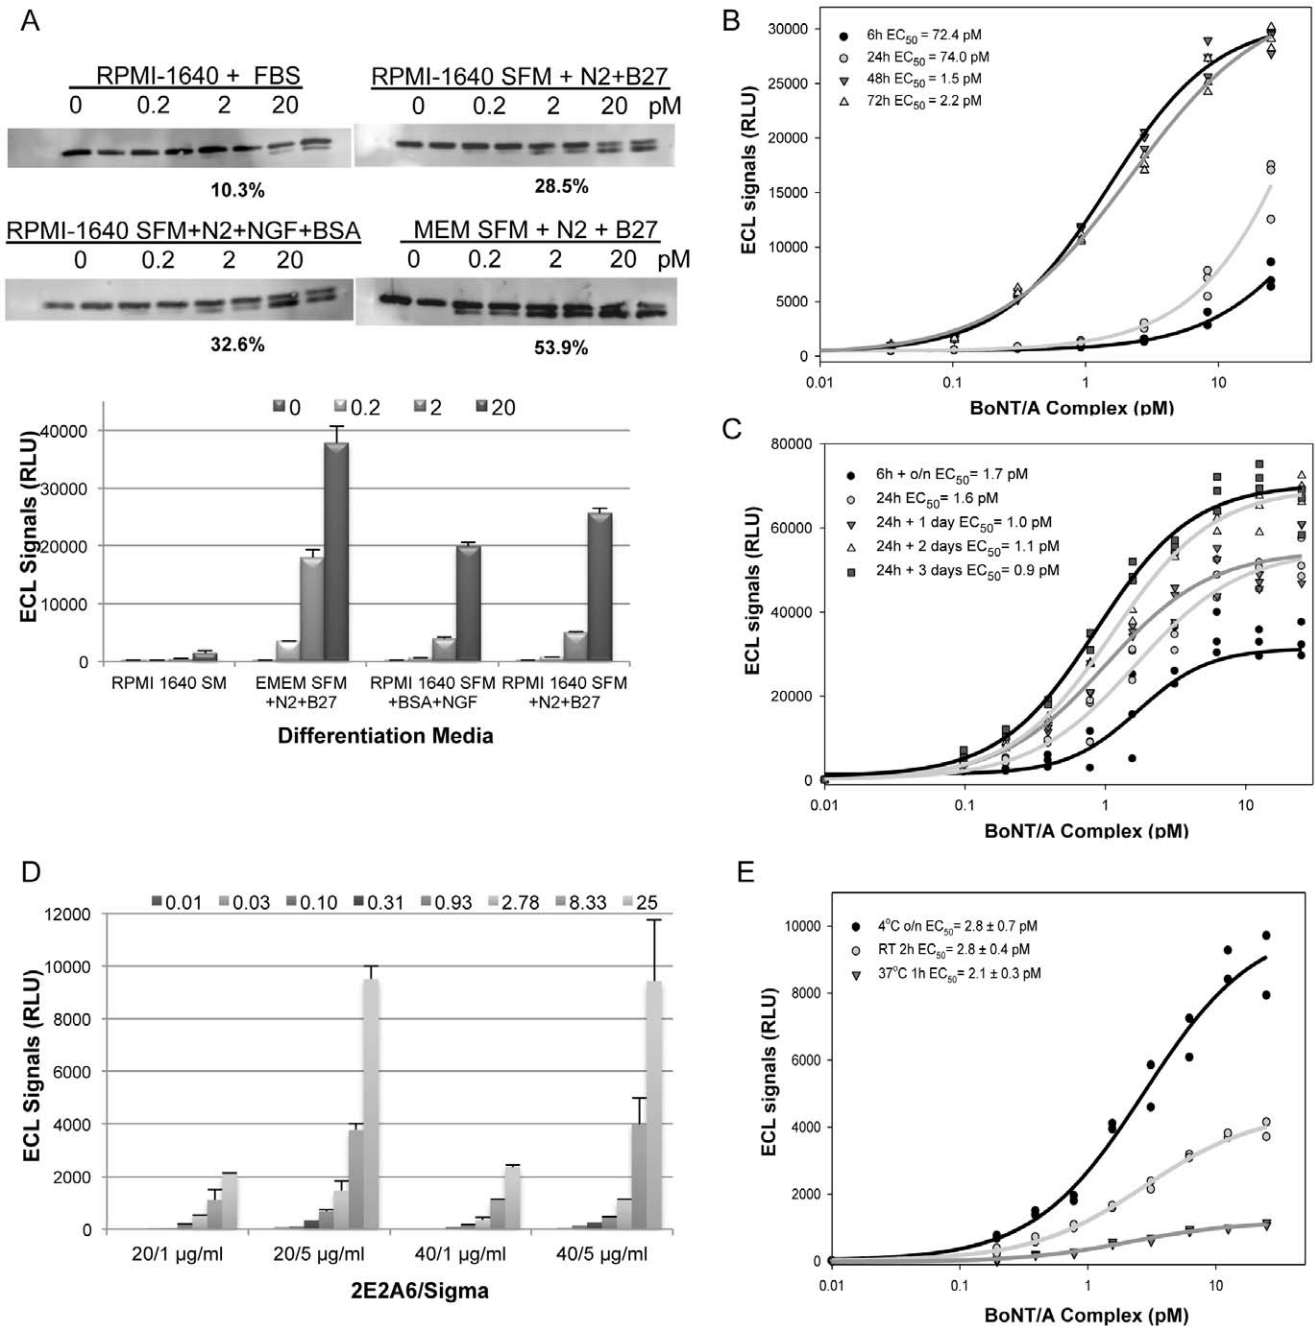 A
RPMI-1640 + FBS
0 0.2 2 20
10.3%
RPMI-1640 SFM + N2+B27
0 0.2 2 20 pM
28.5%
RPMI-1640 SFM+N2+NGF+BSA
0 0.2 2 20
32.6%
MEM SFM + N2 + B27
0 0.2 2 20 pM
53.9%
0 0.2 2 20
ECL Signals (RLU)
40000
30000
20000
10000
0
RPMI 1640 SM
EMEM SFM
+N2+B27
RPMI 1640 SFM
+BSA+NGF
RPMI 1640 SFM
+N2+B27
Differentiation Media
B
6h EC50 = 72.4 pM
24h EC50 = 74.0 pM
48h EC50 = 1.5 pM
72h EC50 = 2.2 pM
ECL signals (RLU)
30000
25000
20000
15000
10000
5000
0
0.01 0.1 1 10
BoNT/A Complex (pM)
C
6h + o/n EC50= 1.7 pM
24h EC50= 1.6 pM
24h + 1 day EC50= 1.0 pM
24h + 2 days EC50= 1.1 pM
24h + 3 days EC50= 0.9 pM
ECL signals (RLU)
80000
60000
40000
20000
0
0.01 0.1 1 10
BoNT/A Complex (pM)
D
0.01 0.03 0.10 0.31 0.93 2.78 8.33 25
ECL Signals (RLU)
12000
10000
8000
6000
4000
2000
0
20/1 µg/ml 20/5 µg/ml 40/1 µg/ml 40/5 µg/ml
2E2A6/Sigma
E
4°C o/n EC50= 2.8 ± 0.7 pM
RT 2h EC50= 2.8 ± 0.4 pM
37°C 1h EC50= 2.1 ± 0.3 pM
ECL signals (RLU)
10000
8000
6000
4000
2000
0
0.01 0.1 1 10
BoNT/A Complex (pM)